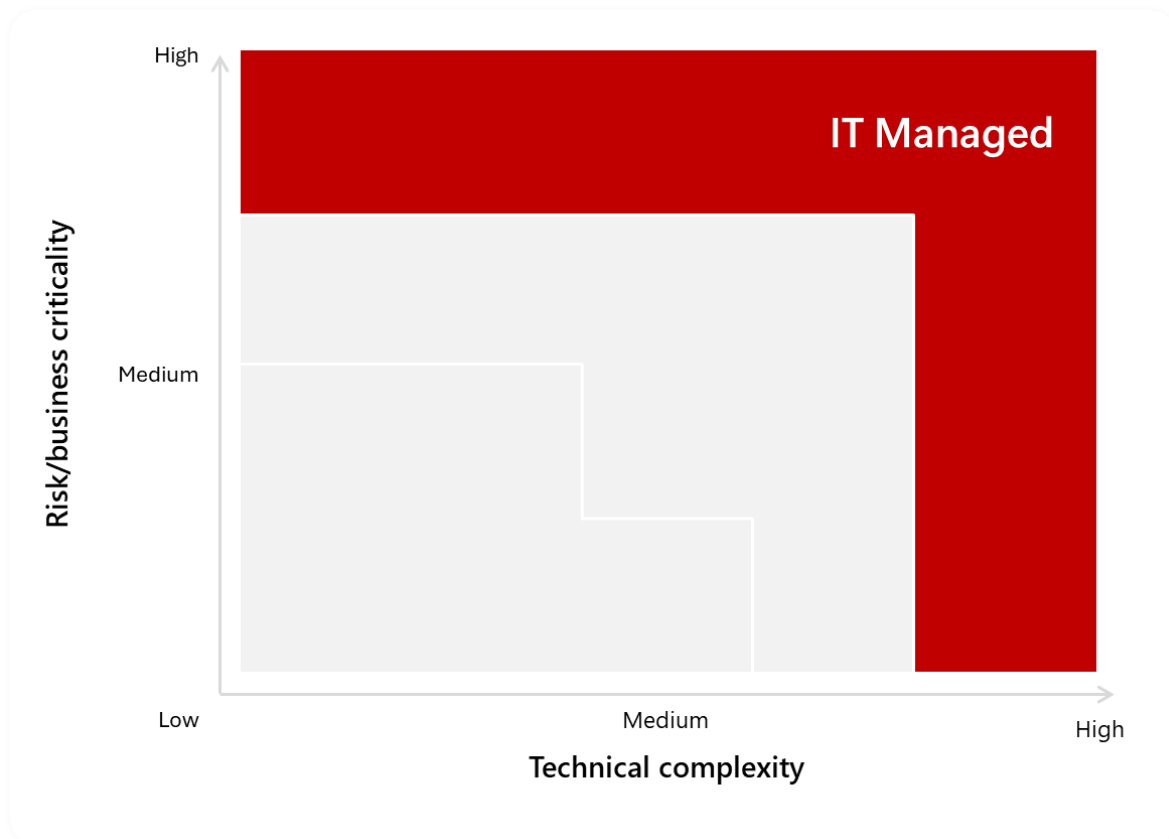 High
IT Managed
Risk/business criticality
Medium
Low
Medium
High
Technical complexity